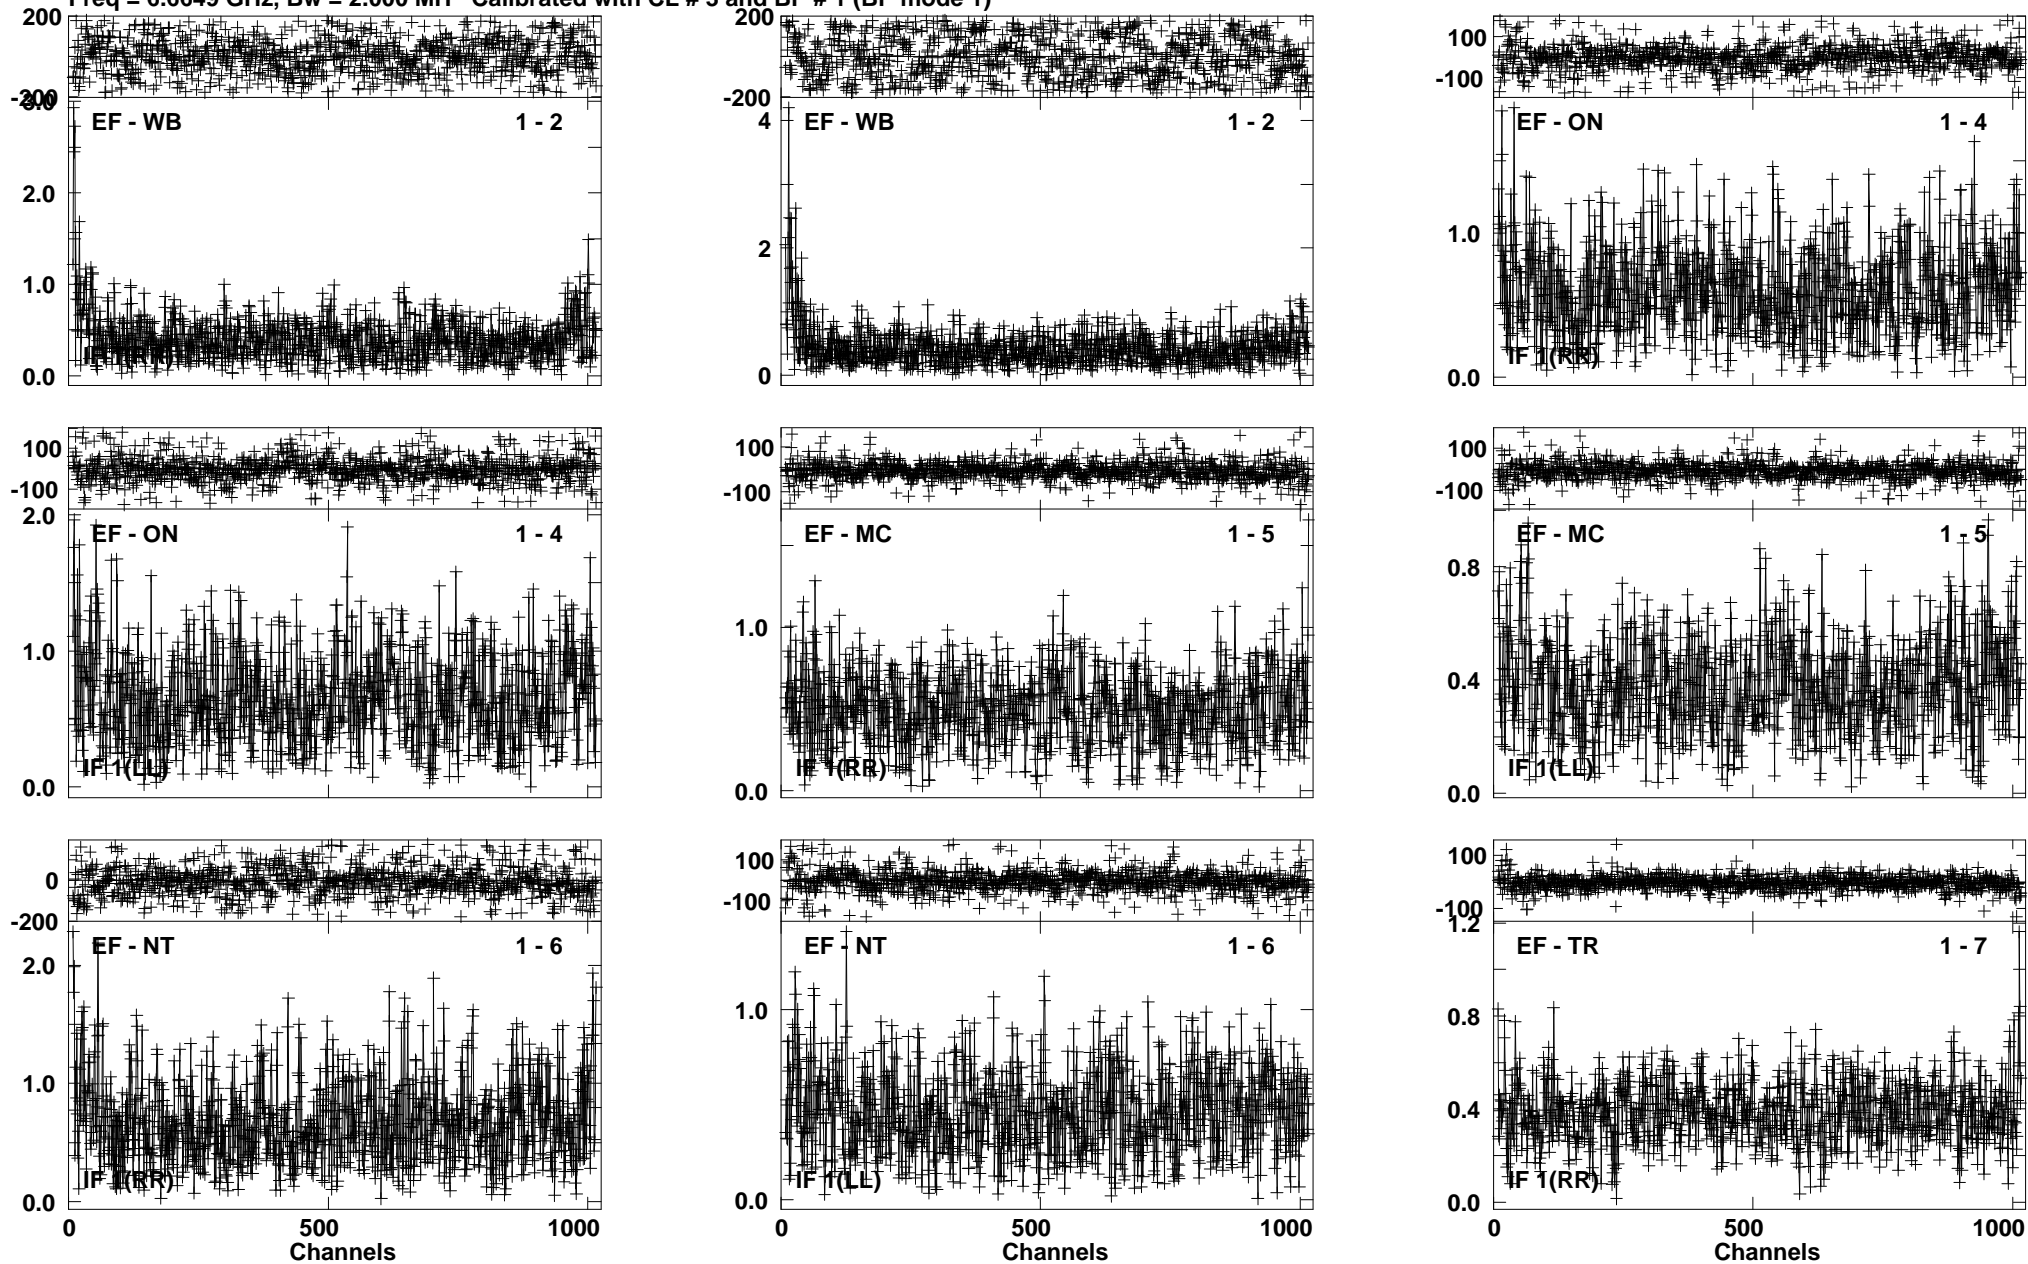 Freq = 6.6649 GHz, Bw = 2.000 MH Calibrated with CL # 3 and BP # 1 (BP mode 1)
200
-200
3.0
2.0
1.0
0.0
EF - WB 1 - 2
200
-200
4
2
0
EF - WB 1 - 2
100
-100
1.0
0.0
EF - ON 1 - 4
IF 1(RR)
100
-100
2.0
1.0
0.0
EF - ON 1 - 4
IF 1(LL)
100
-100
1.0
0.0
EF - MC 1 - 5
IF 1(RR)
100
-100
0.8
0.4
0.0
EF - MC 1 - 5
IF 1(LL)
0
-200
2.0
1.0
0.0
EF - NT 1 - 6
IF 1(RR)
0 500 1000
Channels
100
-100
1.0
0.0
EF - NT 1 - 6
IF 1(LL)
0 500 1000
Channels
100
-100
1.2
0.8
0.4
0.0
EF - TR 1 - 7
IF 1(RR)
0 500 1000
Channels